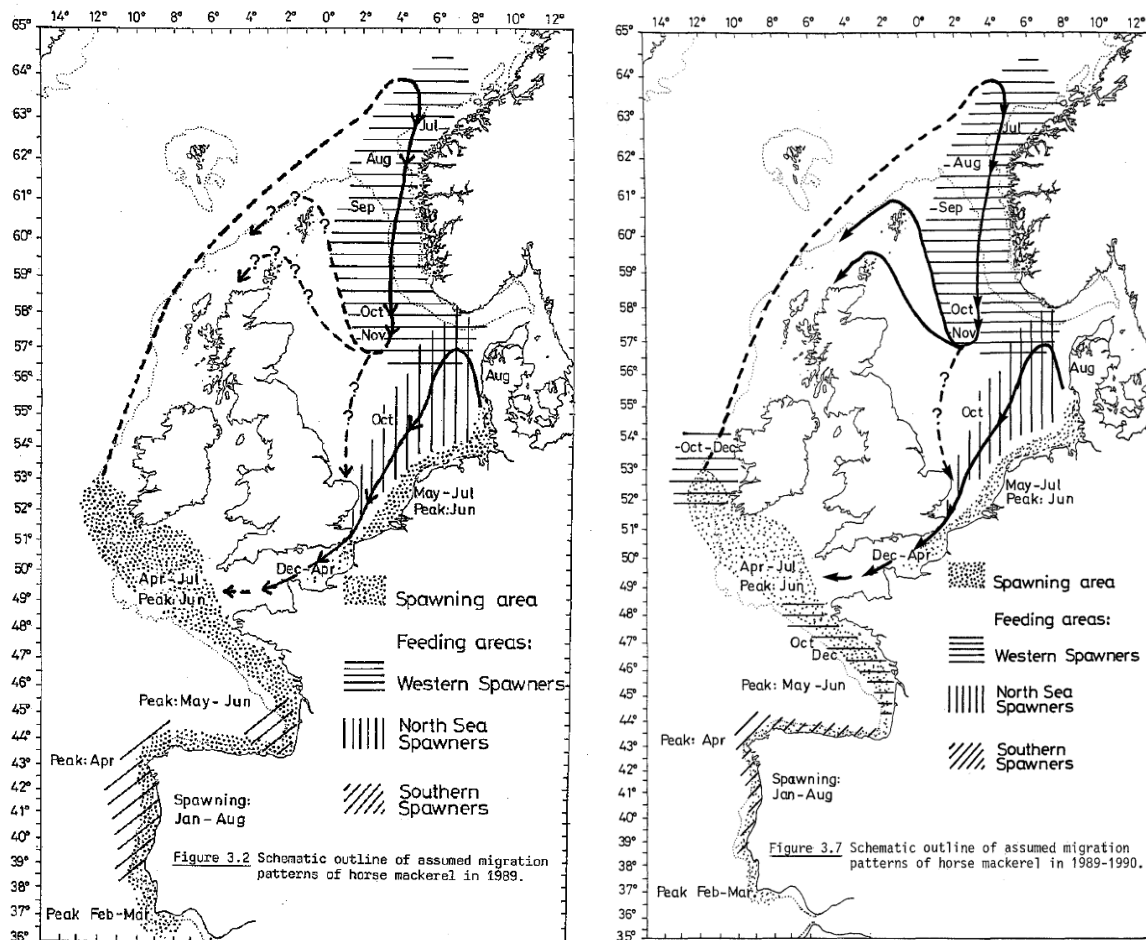 14° 12° 10° 8° 6° 4° 2° 0° 2° 4° 6° 8° 10° 12°
65°
64°
63°
62°
61°
60°
59°
58°
57°
56°
55°
54°
53°
52°
51°
50°
49°
48°
47°
46°
45°
44°
43°
42°
41°
40°
39°
38°
37°
36°
Jul
Aug
Sep
?
?
?
?
?
?
?
Oct
Nov
Aug
?
?
Oct
May-Jul
Peak: Jun
Dec-Apr
Apr-Jul
Peak: Jun
Spawning area
Feeding areas:
Western Spawners
North Sea
Spawners
Southern
Spawners
Peak: May-Jun
Peak: Apr
Spawning:
Jan-Aug
Peak Feb-Mar
Figure 3.2 Schematic outline of assumed migration
patterns of horse mackerel in 1989.
14° 12° 10° 8° 6° 4° 2° 0° 2° 4° 6° 8° 10° 12°
65°
64°
63°
62°
61°
60°
59°
58°
57°
56°
55°
54°
53°
52°
51°
50°
49°
48°
47°
46°
45°
44°
43°
42°
41°
40°
39°
38°
37°
36°
35°
Jul
Aug
Sep
Oct
Nov
Aug
?
?
Oct
Oct-Dec
May-Jul
Peak: Jun
Dec-Apr
Apr-Jul
Peak: Jun
Oct
Dec
Spawning area
Feeding areas:
Western Spawners
North Sea
Spawners
Southern
Spawners
Peak: May-Jun
Peak: Apr
Spawning:
Jan-Aug
Peak Feb-Mar
Figure 3.7 Schematic outline of assumed migration
patterns of horse mackerel in 1989-1990.